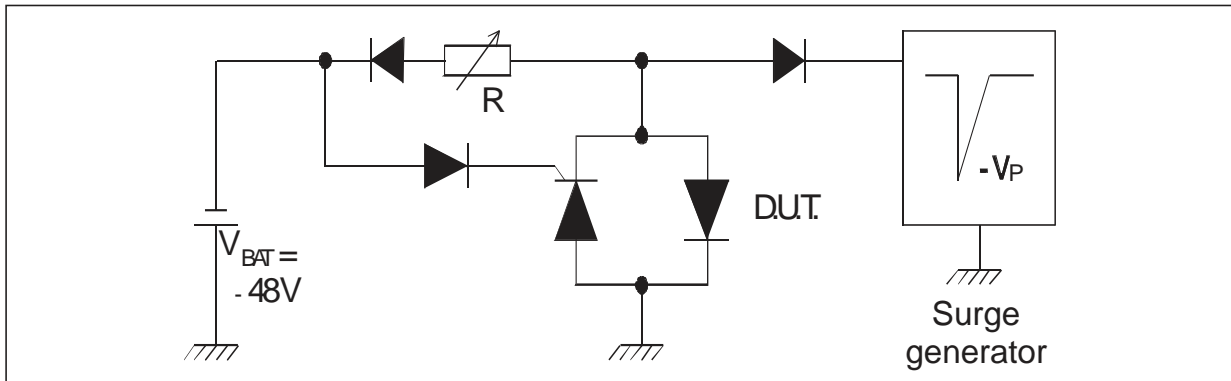 R
-VP
D.U.T.
VBAT =
- 48V
Surge
generator